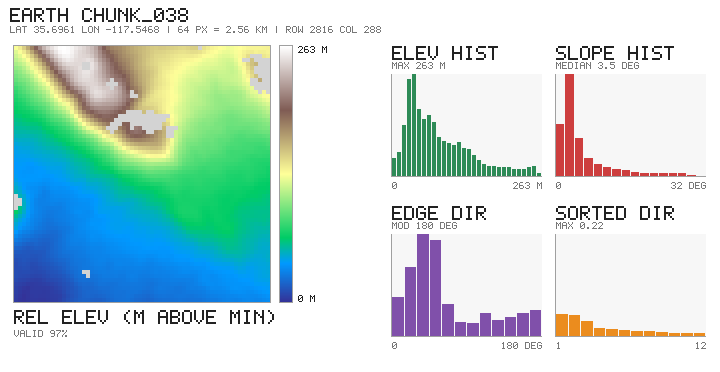 EARTH CHUNK_038
LAT 35.6961 LON -117.5468 | 64 PX = 2.56 KM | ROW 2816 COL 288
263 M
0 M
REL ELEV (M ABOVE MIN)
VALID 97%
ELEV HIST
MAX 263 M
0 263 M
SLOPE HIST
MEDIAN 3.5 DEG
0 32 DEG
EDGE DIR
MOD 180 DEG
0 180 DEG
SORTED DIR
MAX 0.22
1 12